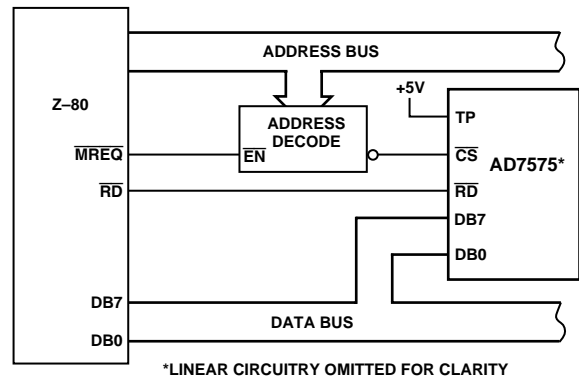 ADDRESS BUS
Z–80
+5V
TP
ADDRESS
DECODE
MREQ
EN
CS
AD7575*
RD
RD
DB7
DB0
DB7
DATA BUS
DB0
*LINEAR CIRCUITRY OMITTED FOR CLARITY